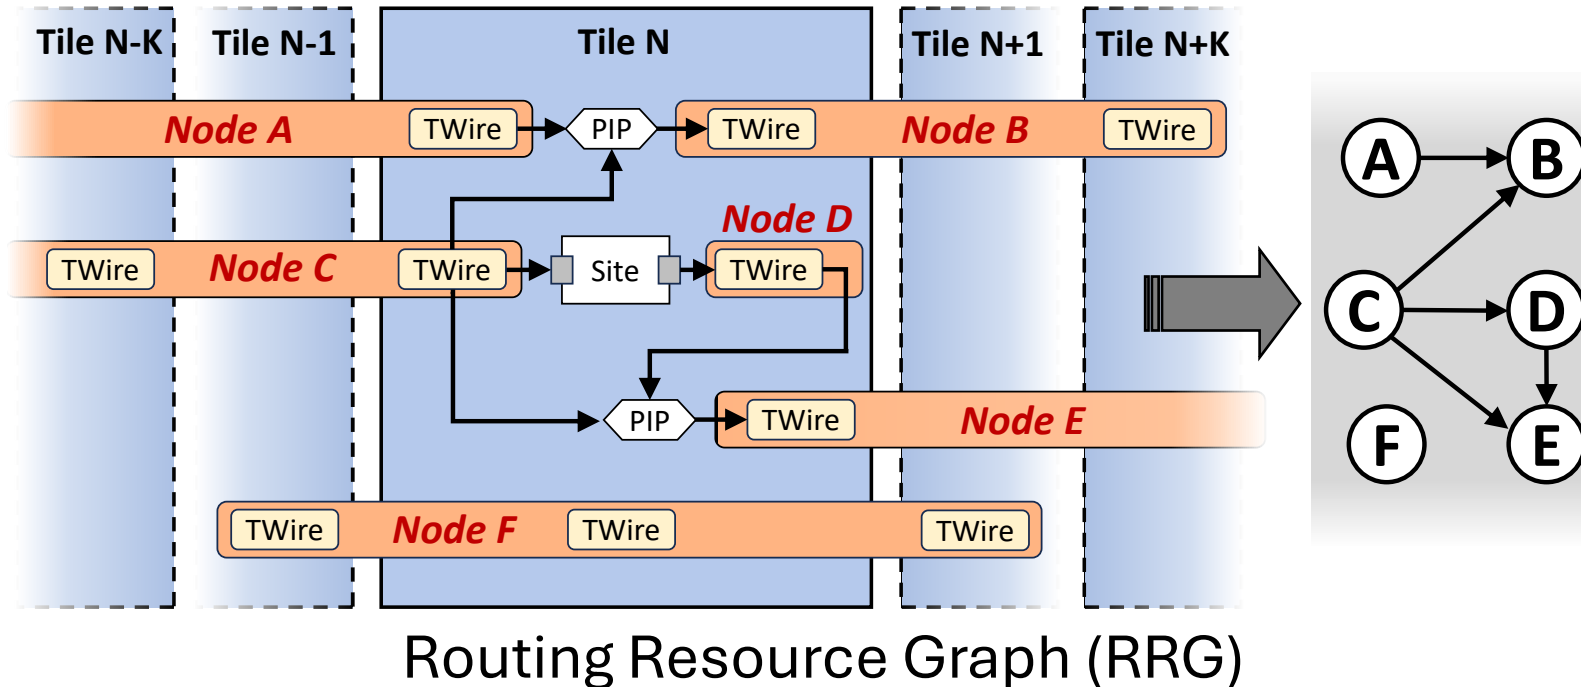 Tile N-K
Tile N-1
Tile N
Tile N+1
Tile N+K
Node A
TWire
PIP
TWire
Node B
TWire
A
B
Node D
TWire
Node C
TWire
Site
TWire
C
D
PIP
TWire
Node E
F
E
TWire
Node F
TWire
TWire
Routing Resource Graph (RRG)